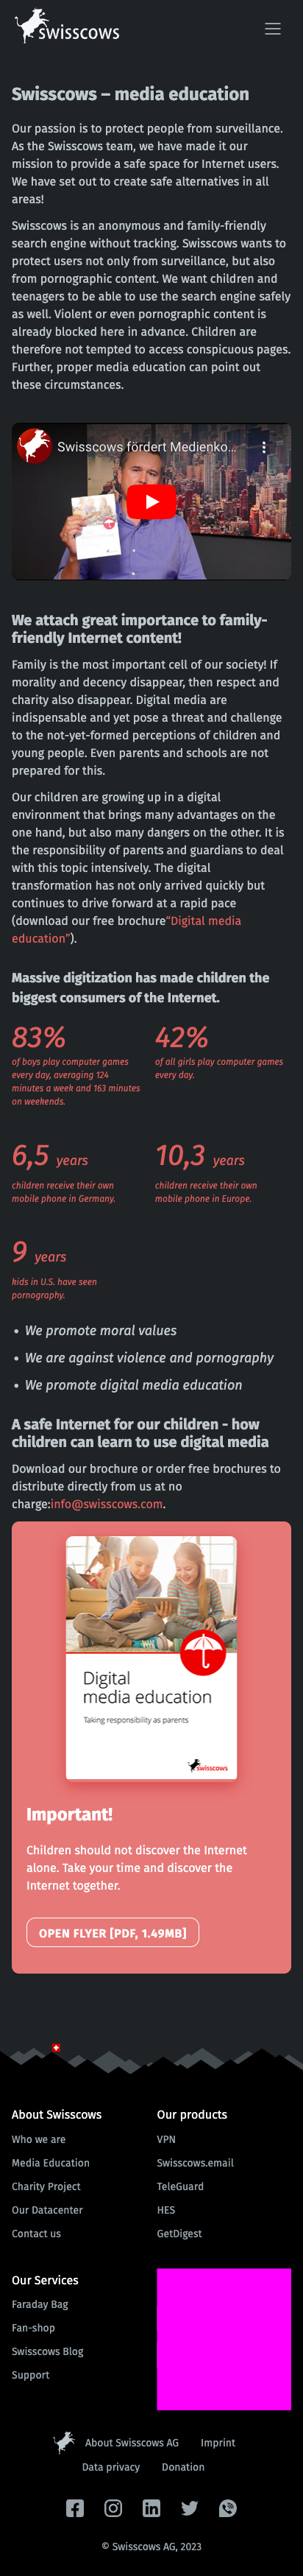 swisscows
Swisscows – media education
Our passion is to protect people from surveillance.
As the Swisscows team, we have made it our
mission to provide a safe space for Internet users.
We have set out to create safe alternatives in all
areas!
Swisscows is an anonymous and family-friendly
search engine without tracking. Swisscows wants to
protect users not only from surveillance, but also
from pornographic content. We want children and
teenagers to be able to use the search engine safely
as well. Violent or even pornographic content is
already blocked here in advance. Children are
therefore not tempted to access conspicuous pages.
Further, proper media education can point out
these circumstances.
Swisscows fördert Medienko...
We attach great importance to family-
friendly Internet content!
Family is the most important cell of our society! If
morality and decency disappear, then respect and
charity also disappear. Digital media are
indispensable and yet pose a threat and challenge
to the not-yet-formed perceptions of children and
young people. Even parents and schools are not
prepared for this.
Our children are growing up in a digital
environment that brings many advantages on the
one hand, but also many dangers on the other. It is
the responsibility of parents and guardians to deal
with this topic intensively. The digital
transformation has not only arrived quickly but
continues to drive forward at a rapid pace
(download our free brochure"Digital media
education").
Massive digitization has made children the
biggest consumers of the Internet.
83%
of boys play computer games
every day, averaging 124
minutes a week and 163 minutes
on weekends.
42%
of all girls play computer games
every day.
6,5 years
children receive their own
mobile phone in Germany.
10,3 years
children receive their own
mobile phone in Europe.
9 years
kids in U.S. have seen
pornography.
• We promote moral values
• We are against violence and pornography
• We promote digital media education
A safe Internet for our children - how
children can learn to use digital media
Download our brochure or order free brochures to
distribute directly from us at no
charge:info@swisscows.com.
Digital
media education
Taking responsibility as parents
swisscows
Important!
Children should not discover the Internet
alone. Take your time and discover the
Internet together.
OPEN FLYER [PDF, 1.49MB]
About Swisscows
Who we are
Media Education
Charity Project
Our Datacenter
Contact us
Our products
VPN
Swisscows.email
TeleGuard
HES
GetDigest
Our Services
Faraday Bag
Fan-shop
Swisscows Blog
Support
About Swisscows AG
Imprint
Data privacy
Donation
© Swisscows AG, 2023